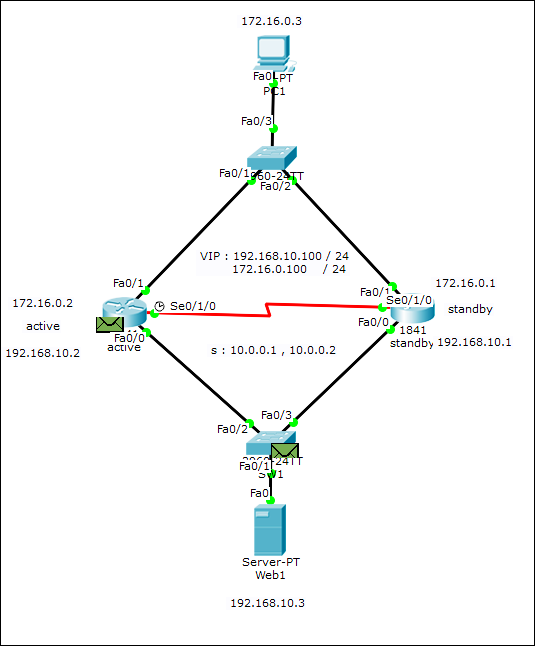 172.16.0.3
Fa0
-PT
PC1
Fa0/3
Fa0/1
960-24TT
Fa0/2
VIP : 192.168.10.100 / 24
172.16.0.100 / 24
Fa0/1
Se0/1/0
172.16.0.2
active
192.168.10.2
Fa0/0
active
172.16.0.1
Fa0/1
Se0/1/0
standby
Fa0/0
1841
standby
192.168.10.1
s : 10.0.0.1 , 10.0.0.2
Fa0/3
Fa0/2
2960-24TT
Fa0/1
SW1
Fa0
Server-PT
Web1
192.168.10.3